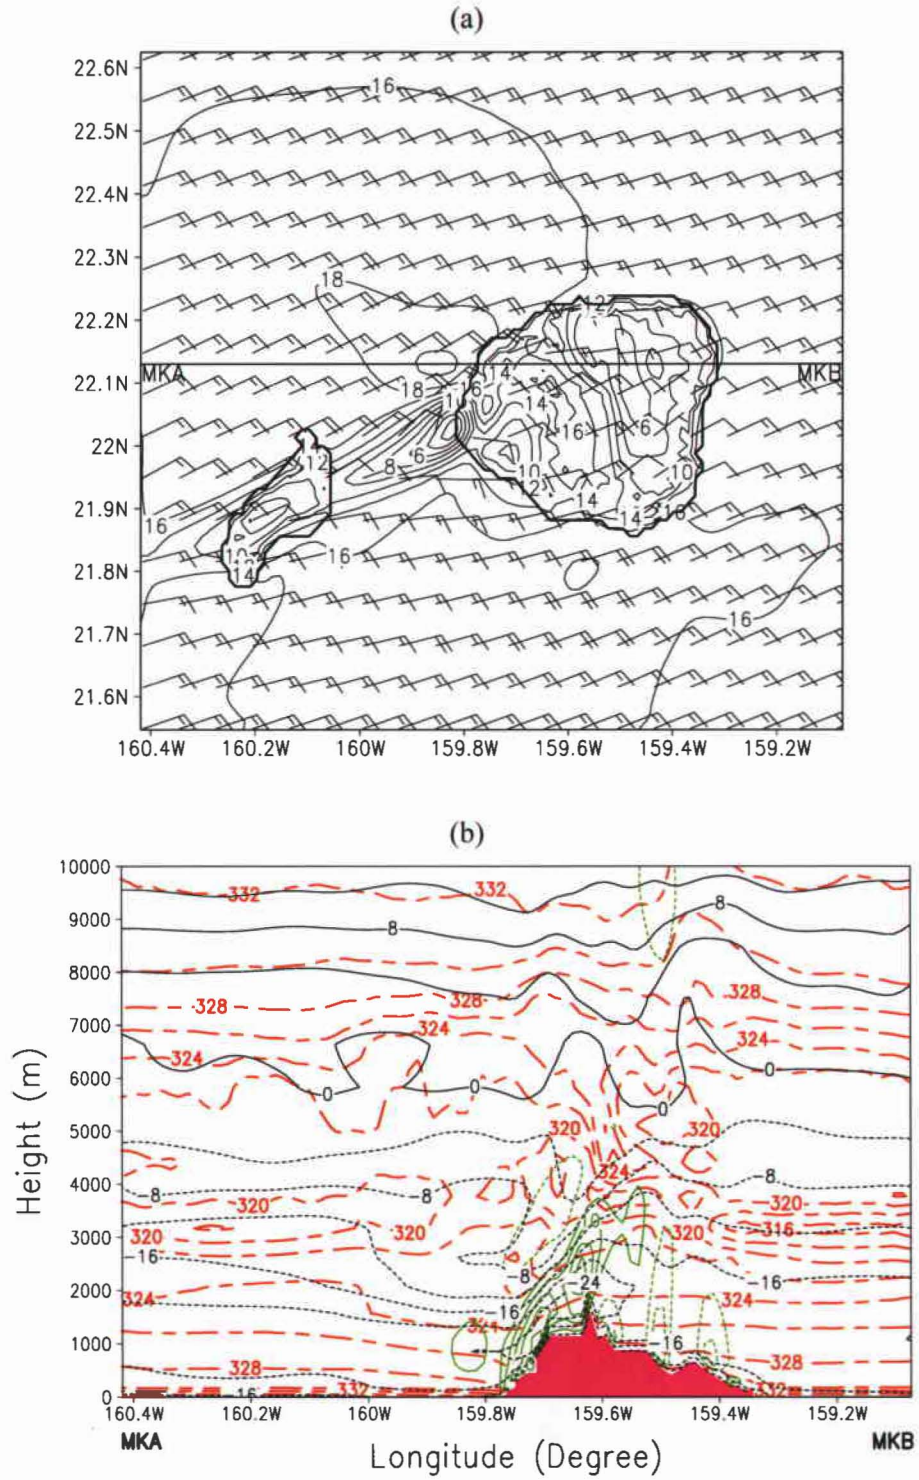 (a)
16
22.6N
22.5N
22.4N
22.3N
18
22.2N
12
MKA
MKB
22.1N
14
18
16
14
22N
16
6
6
8
12
10
10
12
14
21.9N
16
14
16
16
10
21.8N
14
16
21.7N
21.6N
160.4W 160.2W 160W 159.8W 159.6W 159.4W 159.2W
(b)
10000
332 332
9000
8 8
8000
328 328 328
7000
324 324
324
6000
0 0 0 0
5000
320 320
324
4000
-8 -8 -8
320 320
3000
320 320 320 316
-16 -8 -24 -16
2000
324 -16 324
1000
-16
328 328
0
332 332
160.4W 160.2W 160W 159.8W 159.6W 159.4W 159.2W
MKA MKB
Height (m)
Longitude (Degree)